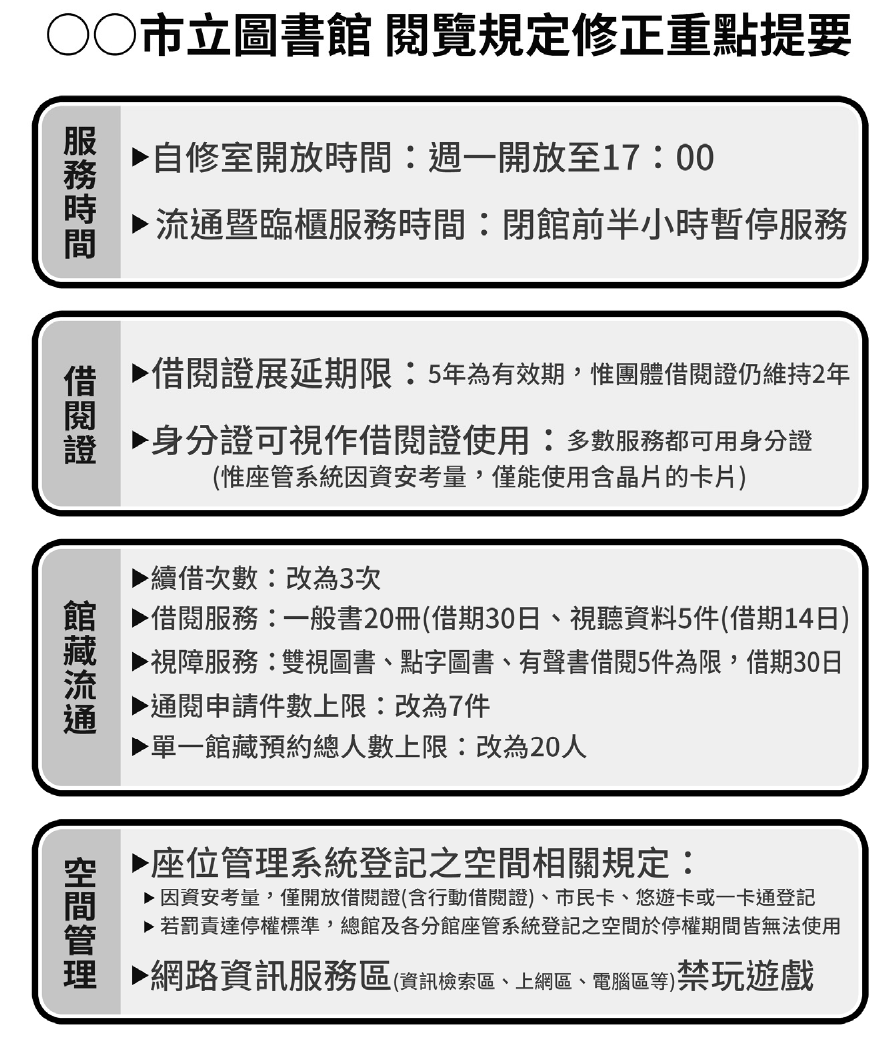 ○○市立圖書館 閱覽規定修正重點提要
服務時間
▶自修室開放時間：週一開放至17：00
▶流通暨臨櫃服務時間：閉館前半小時暫停服務
借閱證
▶借閱證展延期限：5年為有效期，惟團體借閱證仍維持2年
▶身分證可視作借閱證使用：多數服務都可用身分證
(惟座管系統因資安考量，僅能使用含晶片的卡片)
館藏流通
▶續借次數：改為3次
▶借閱服務：一般書20冊(借期30日、視聽資料5件(借期14日)
▶視障服務：雙視圖書、點字圖書、有聲書借閱5件為限，借期30日
▶通閱申請件數上限：改為7件
▶單一館藏預約總人數上限：改為20人
空間管理
▶座位管理系統登記之空間相關規定：
▶因資安考量，僅開放借閱證(含行動借閱證)、市民卡、悠遊卡或一卡通登記
▶若罰責達停權標準，總館及各分館座管系統登記之空間於停權期間皆無法使用
▶網路資訊服務區(資訊檢索區、上網區、電腦區等)禁玩遊戲